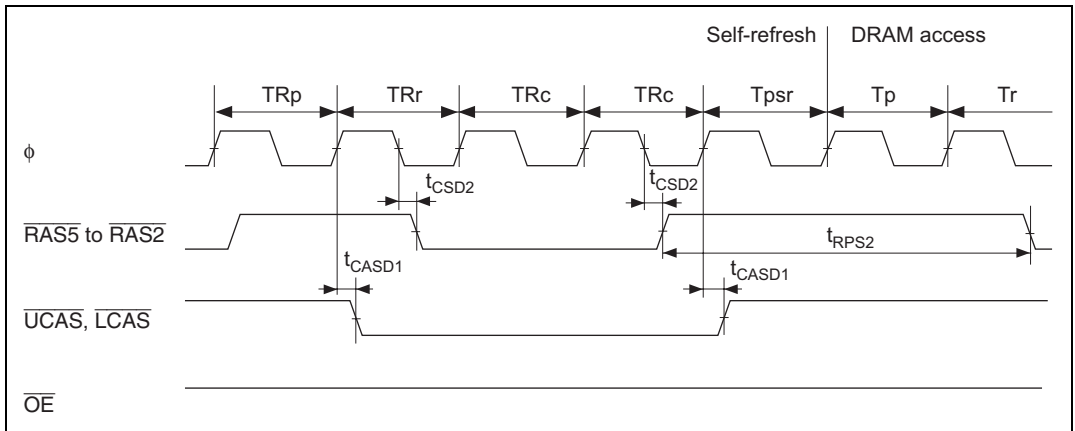 Self-refresh DRAM access
TRp TRr TRc TRc Tpsr Tp Tr
ϕ
tCSD2 tCSD2
RAS5 to RAS2
tRPS2
tCASD1 tCASD1
UCAS, LCAS
OE